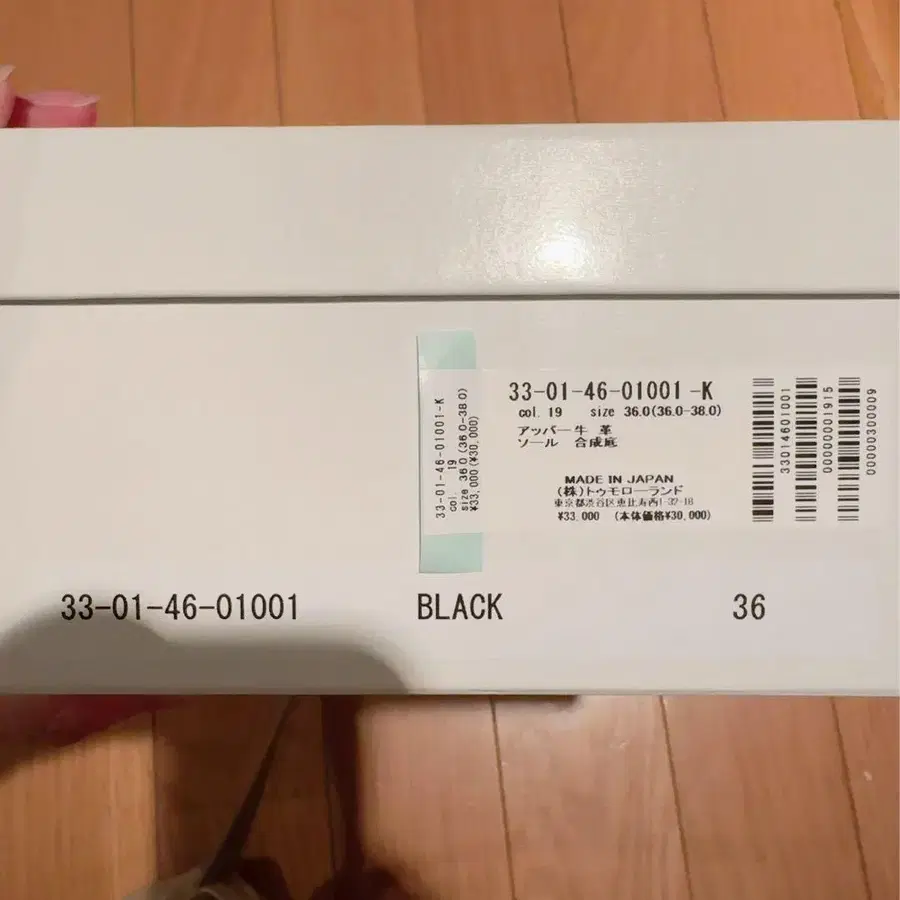 33-01-46-01001-K
col. 19
size 36.0 (36.0-38.0)
¥33,000 (¥30,000)
33-01-46-01001-K
col. 19 size 36.0(36.0-38.0)
アッパー 牛 革
ソール 合成底
MADE IN JAPAN
(株)トゥモローランド
東京都渋谷区恵比寿西1-32-18
¥33,000 (本体価格¥30,000)
33014601001
00000001915
00000300009
33-01-46-01001 BLACK 36